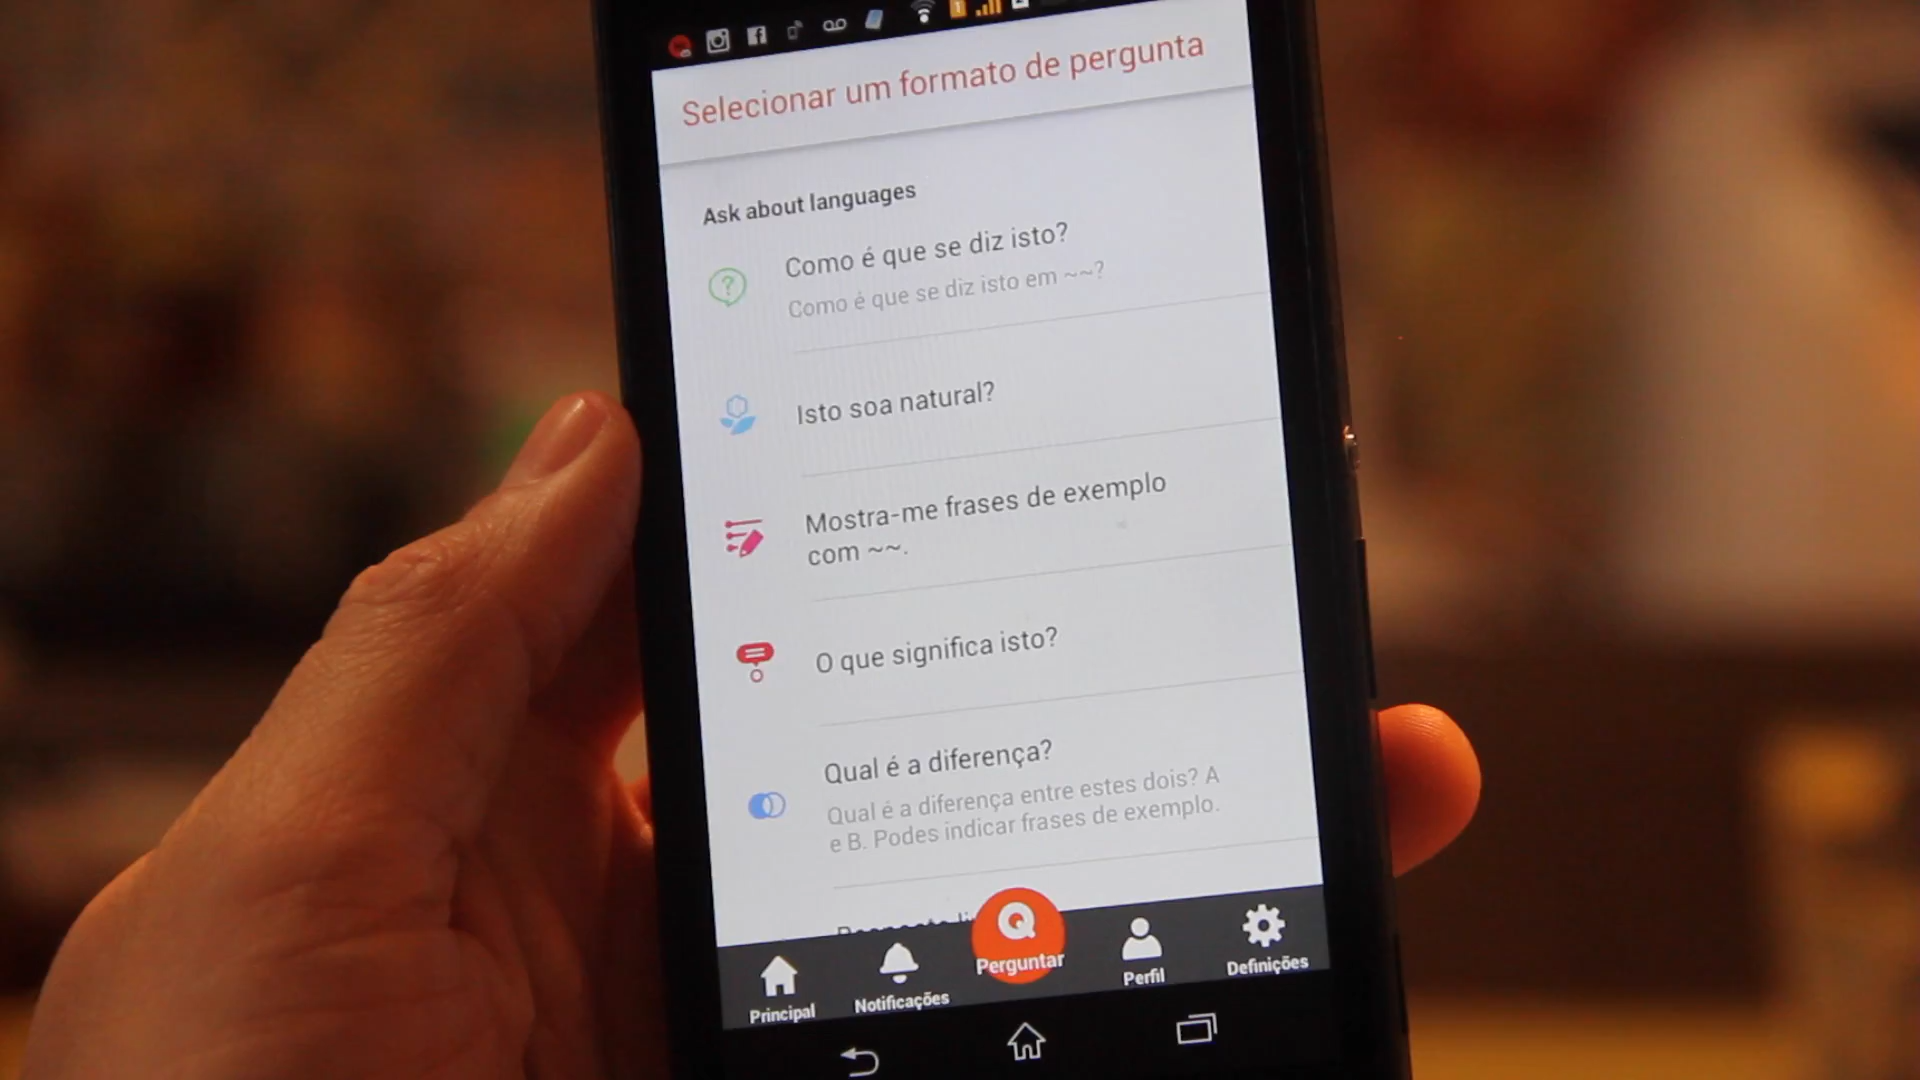 Selecionar um formato de pergunta
Ask about languages
Como é que se diz isto?
Como é que se diz isto em ~~?
Isto soa natural?
Mostra-me frases de exemplo
com ~~.
O que significa isto?
Qual é a diferença?
Qual é a diferença entre estes dois? A
e B. Podes indicar frases de exemplo.
Principal
Notificações
Perguntar
Perfil
Definições